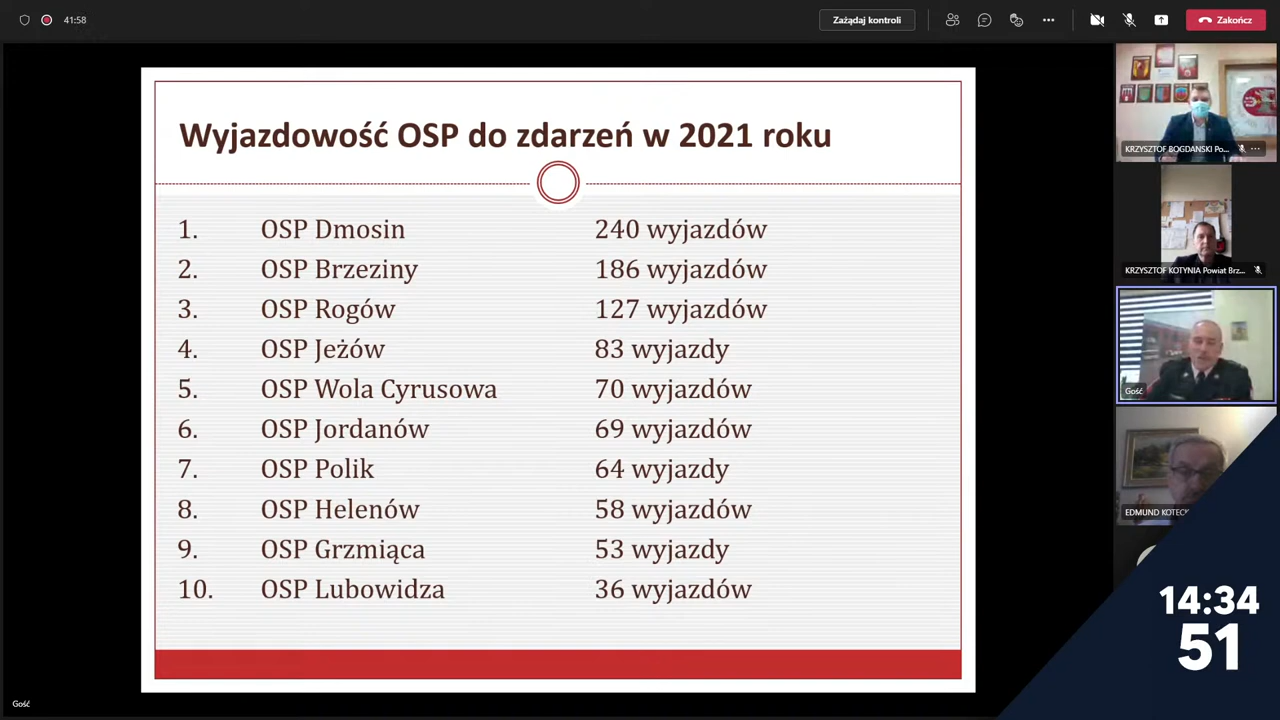 41:58
Zażądaj kontroli
Zakończ
Wyjazdowość OSP do zdarzeń w 2021 roku
1. OSP Dmosin 240 wyjazdów
2. OSP Brzeziny 186 wyjazdów
3. OSP Rogów 127 wyjazdów
4. OSP Jeżów 83 wyjazdy
5. OSP Wola Cyrusowa 70 wyjazdów
6. OSP Jordanów 69 wyjazdów
7. OSP Polik 64 wyjazdy
8. OSP Helenów 58 wyjazdów
9. OSP Grzmiąca 53 wyjazdy
10. OSP Lubowidza 36 wyjazdów
KRZYSZTOF BOGDANSKI Po...
KRZYSZTOF KOTYNIA Powiat Brz...
Gość
EDMUND KOTECK
14:34
51
Gość